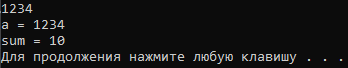 1234
a = 1234
sum = 10
Для продолжения нажмите любую клавишу . . .